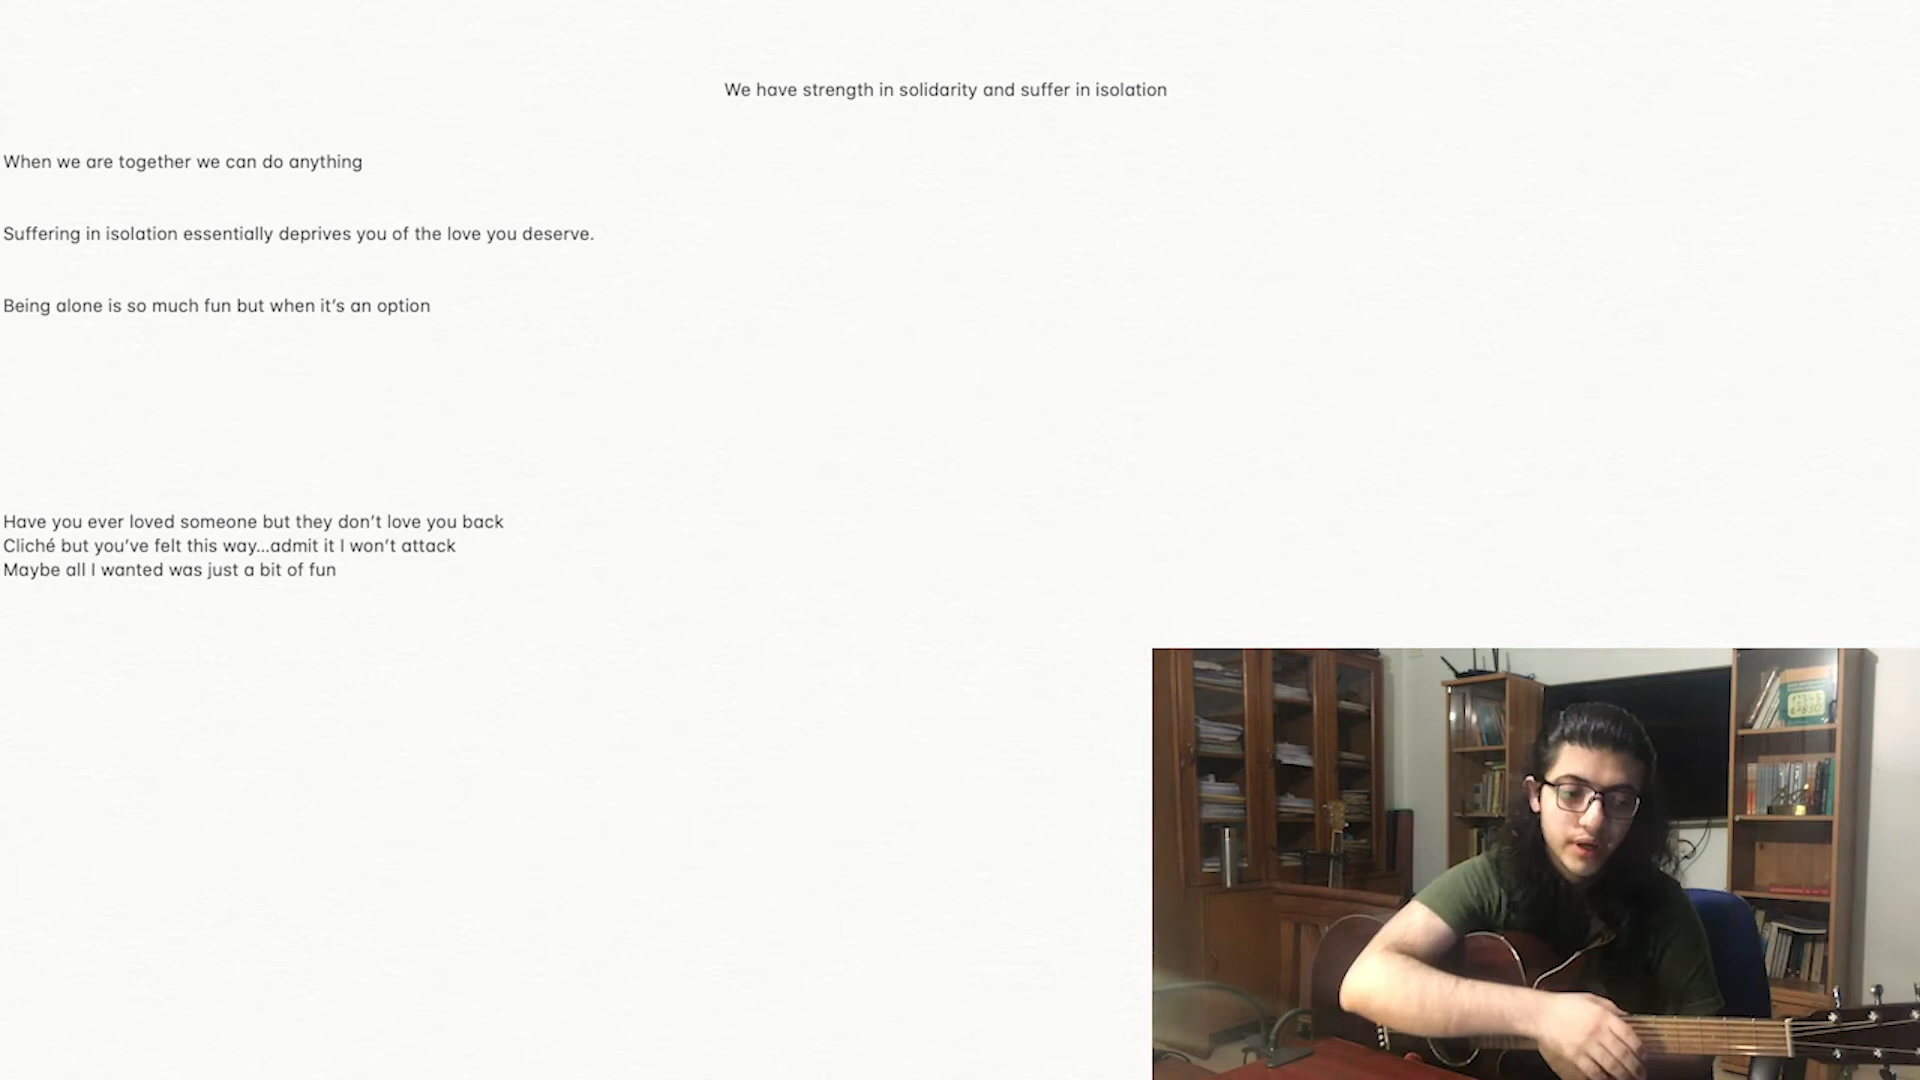 We have strength in solidarity and suffer in isolation
When we are together we can do anything
Suffering in isolation essentially deprives you of the love you deserve.
Being alone is so much fun but when it’s an option
Have you ever loved someone but they don’t love you back
Cliché but you’ve felt this way...admit it I won’t attack
Maybe all I wanted was just a bit of fun